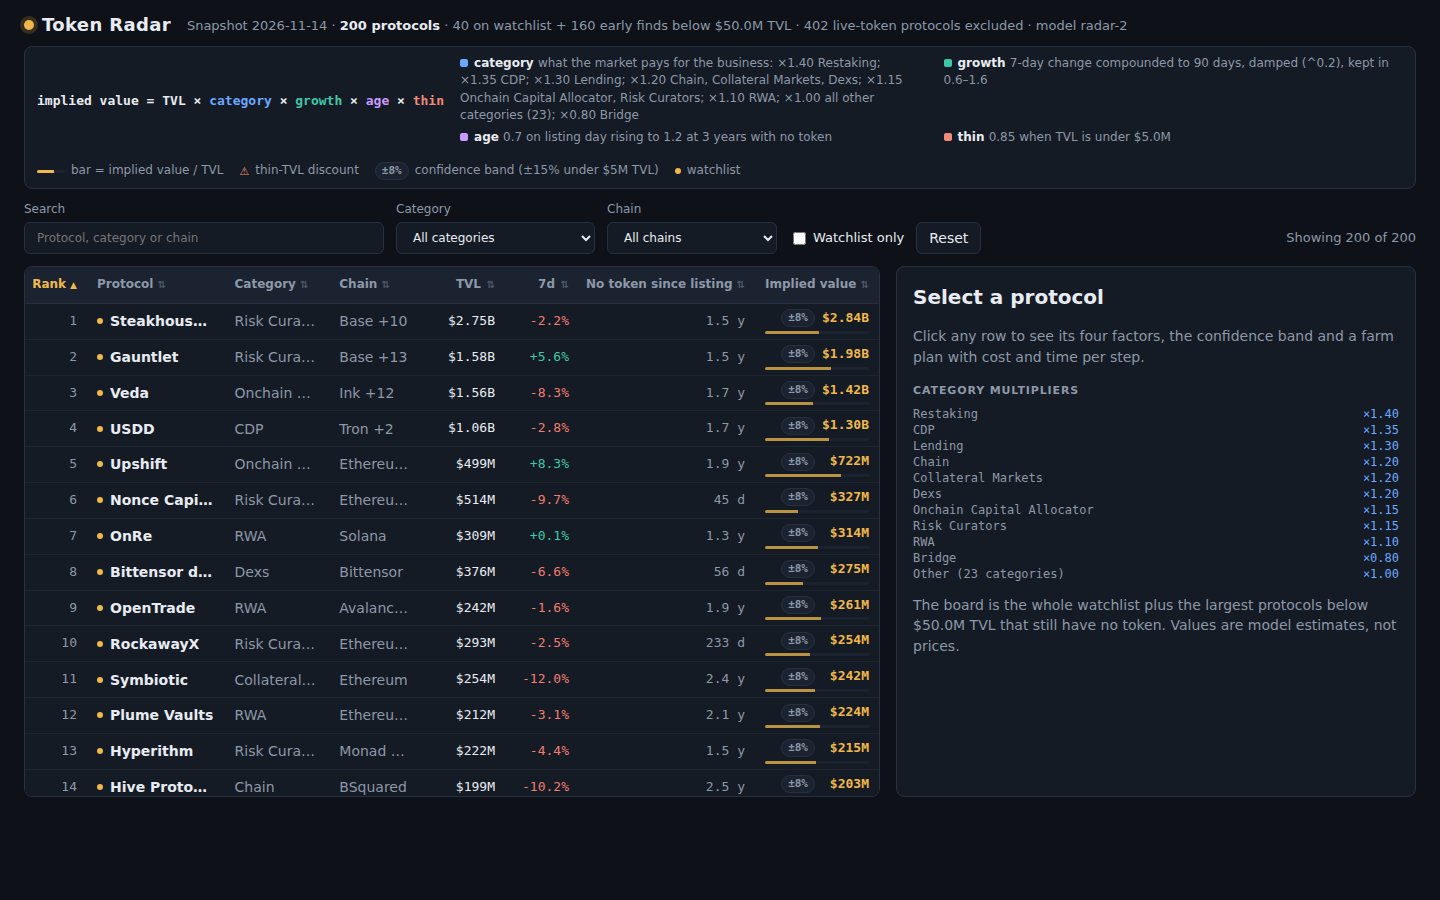 Token Radar Snapshot 2026-11-14 · 200 protocols · 40 on watchlist + 160 early finds below $50.0M TVL · 402 live-token protocols excluded · model radar-2
implied value = TVL × category × growth × age × thin
category what the market pays for the business: ×1.40 Restaking;
×1.35 CDP; ×1.30 Lending; ×1.20 Chain, Collateral Markets, Dexs; ×1.15
Onchain Capital Allocator, Risk Curators; ×1.10 RWA; ×1.00 all other
categories (23); ×0.80 Bridge
growth 7-day change compounded to 90 days, damped (^0.2), kept in
0.6–1.6
age 0.7 on listing day rising to 1.2 at 3 years with no token
thin 0.85 when TVL is under $5.0M
bar = implied value / TVL ⚠ thin-TVL discount ±8% confidence band (±15% under $5M TVL) watchlist
Search Category Chain
Protocol, category or chain All categories All chains Watchlist only Reset Showing 200 of 200
Rank ▲ Protocol ⇅ Category ⇅ Chain ⇅ TVL ⇅ 7d ⇅ No token since listing ⇅ Implied value ⇅
1 Steakhous… Risk Cura… Base +10 $2.75B -2.2% 1.5 y ±8% $2.84B
2 Gauntlet Risk Cura… Base +13 $1.58B +5.6% 1.5 y ±8% $1.98B
3 Veda Onchain … Ink +12 $1.56B -8.3% 1.7 y ±8% $1.42B
4 USDD CDP Tron +2 $1.06B -2.8% 1.7 y ±8% $1.30B
5 Upshift Onchain … Ethereu… $499M +8.3% 1.9 y ±8% $722M
6 Nonce Capi… Risk Cura… Ethereu… $514M -9.7% 45 d ±8% $327M
7 OnRe RWA Solana $309M +0.1% 1.3 y ±8% $314M
8 Bittensor d… Dexs Bittensor $376M -6.6% 56 d ±8% $275M
9 OpenTrade RWA Avalanc… $242M -1.6% 1.9 y ±8% $261M
10 RockawayX Risk Cura… Ethereu… $293M -2.5% 233 d ±8% $254M
11 Symbiotic Collateral… Ethereum $254M -12.0% 2.4 y ±8% $242M
12 Plume Vaults RWA Ethereu… $212M -3.1% 2.1 y ±8% $224M
13 Hyperithm Risk Cura… Monad … $222M -4.4% 1.5 y ±8% $215M
14 Hive Proto… Chain BSquared $199M -10.2% 2.5 y ±8% $203M
Select a protocol
Click any row to see its four factors, the confidence band and a farm
plan with cost and time per step.
CATEGORY MULTIPLIERS
Restaking ×1.40
CDP ×1.35
Lending ×1.30
Chain ×1.20
Collateral Markets ×1.20
Dexs ×1.20
Onchain Capital Allocator ×1.15
Risk Curators ×1.15
RWA ×1.10
Bridge ×0.80
Other (23 categories) ×1.00
The board is the whole watchlist plus the largest protocols below
$50.0M TVL that still have no token. Values are model estimates, not
prices.